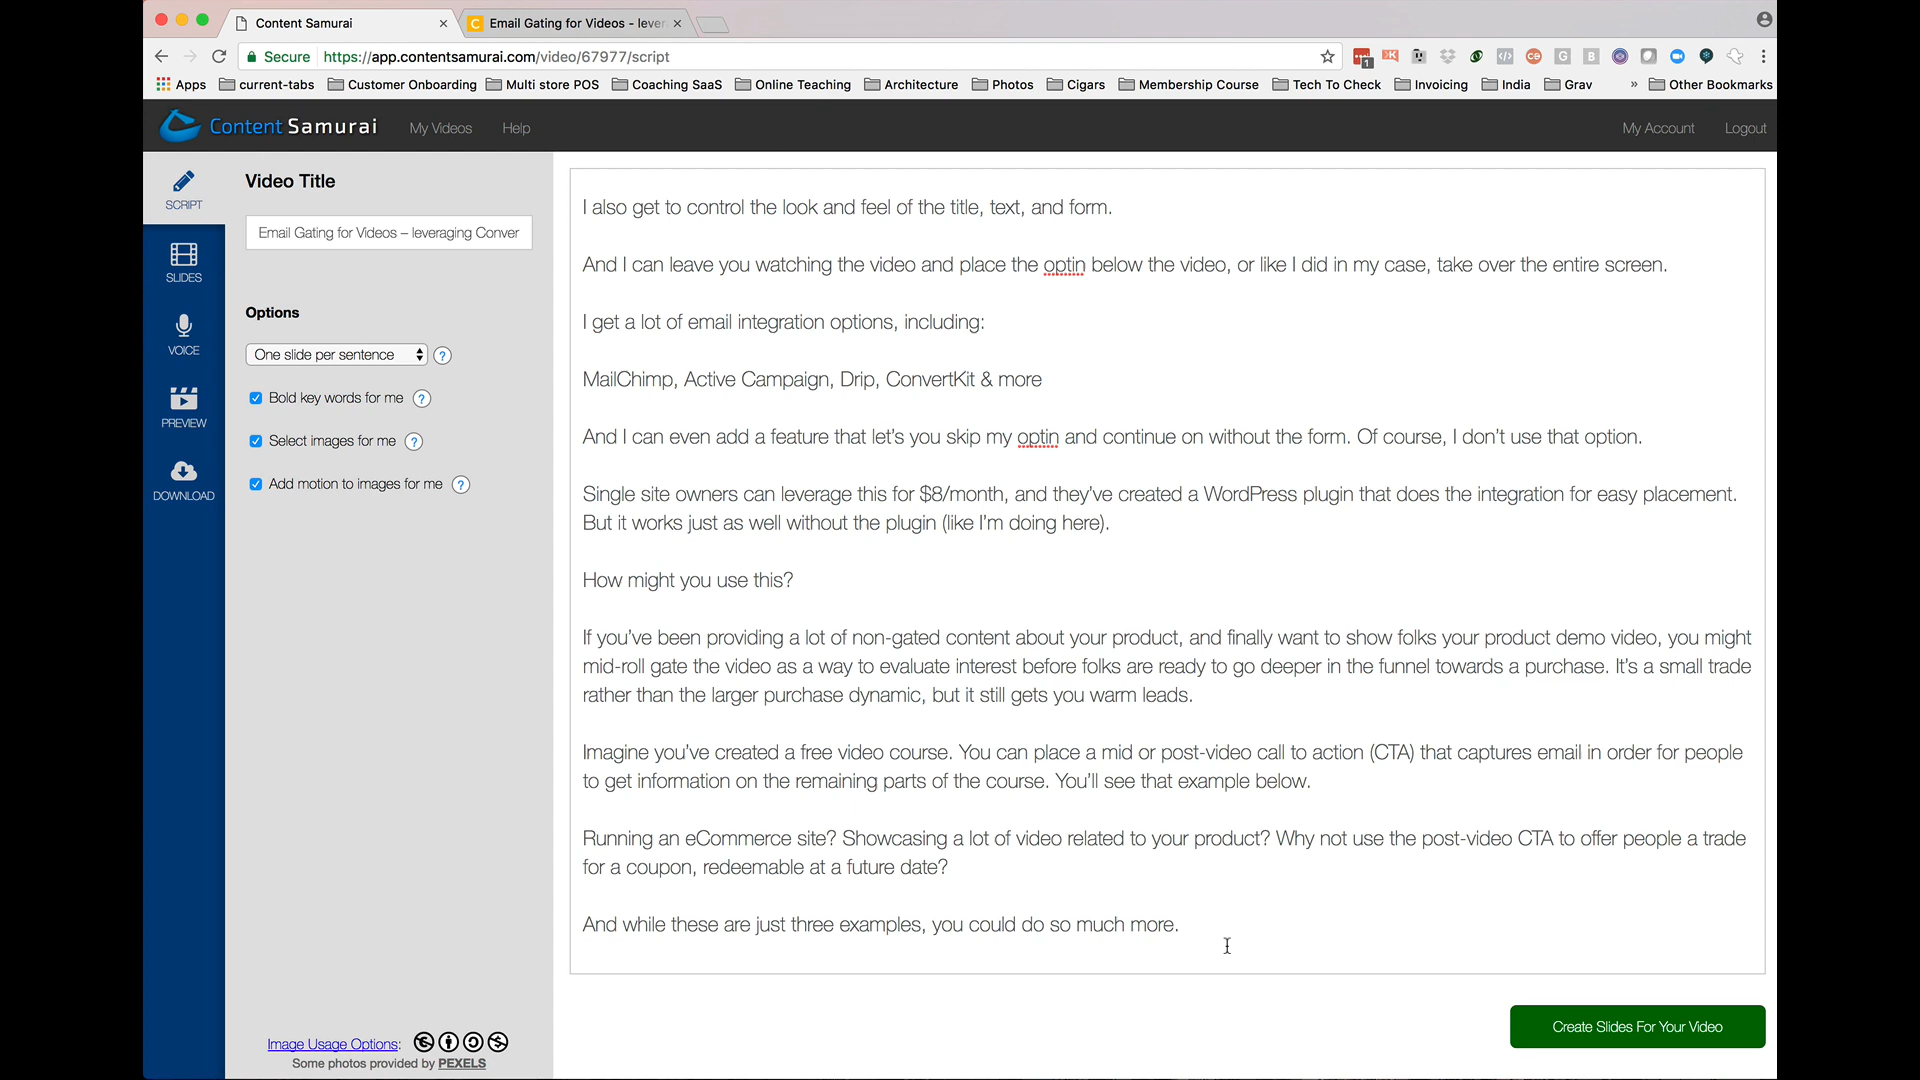 Content Samurai
Email Gating for Videos - lever
Secure
https://app.contentsamurai.com/video/67977/script
1
Apps
current-tabs
Customer Onboarding
Multi store POS
Coaching SaaS
Online Teaching
Architecture
Photos
Cigars
Membership Course
Tech To Check
Invoicing
India
Grav
»
Other Bookmarks
Content Samurai
My Videos
Help
My Account
Logout
SCRIPT
SLIDES
VOICE
PREVIEW
DOWNLOAD
Video Title
Email Gating for Videos – leveraging Conver
Options
One slide per sentence
?
Bold key words for me
?
Select images for me
?
Add motion to images for me
?
Image Usage Options:
Some photos provided by PEXELS
I also get to control the look and feel of the title, text, and form.
And I can leave you watching the video and place the optin below the video, or like I did in my case, take over the entire screen.
I get a lot of email integration options, including:
MailChimp, Active Campaign, Drip, ConvertKit & more
And I can even add a feature that let’s you skip my optin and continue on without the form. Of course, I don’t use that option.
Single site owners can leverage this for $8/month, and they’ve created a WordPress plugin that does the integration for easy placement.
But it works just as well without the plugin (like I’m doing here).
How might you use this?
If you’ve been providing a lot of non-gated content about your product, and finally want to show folks your product demo video, you might
mid-roll gate the video as a way to evaluate interest before folks are ready to go deeper in the funnel towards a purchase. It’s a small trade
rather than the larger purchase dynamic, but it still gets you warm leads.
Imagine you’ve created a free video course. You can place a mid or post-video call to action (CTA) that captures email in order for people
to get information on the remaining parts of the course. You’ll see that example below.
Running an eCommerce site? Showcasing a lot of video related to your product? Why not use the post-video CTA to offer people a trade
for a coupon, redeemable at a future date?
And while these are just three examples, you could do so much more.
Create Slides For Your Video